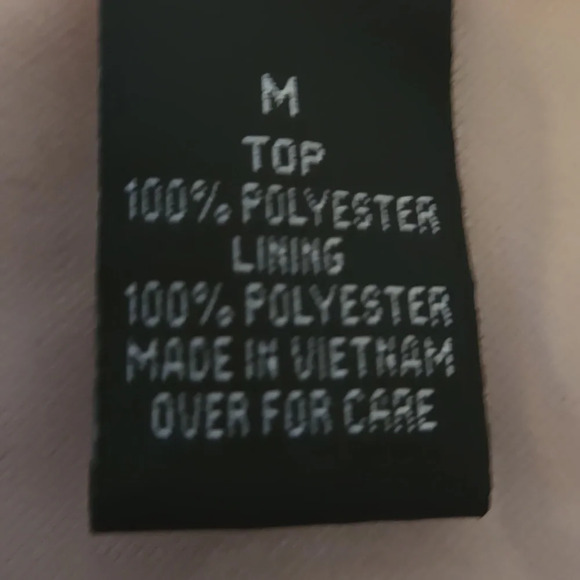 M
TOP
100% POLYESTER
LINING
100% POLYESTER
MADE IN VIETNAM
OVER FOR CARE